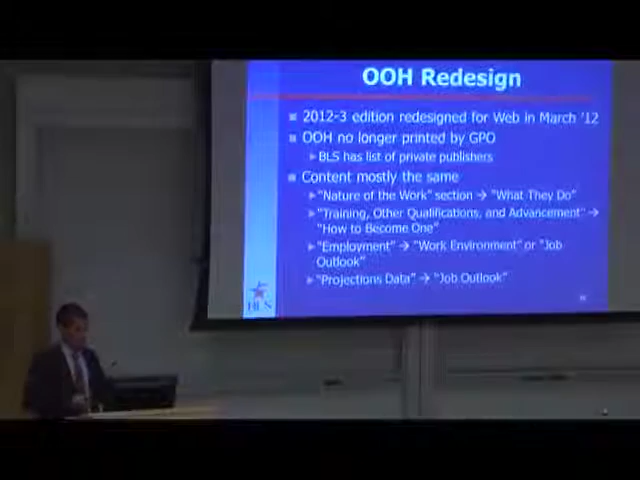 OOH Redesign
2012-3 edition redesigned for Web in March '12
OOH no longer printed by GPO
BLS has list of private publishers
Content mostly the same
"Nature of the Work" section → "What They Do"
"Training, Other Qualifications, and Advancement" →
"How to Become One"
"Employment" → "Work Environment" or "Job
Outlook"
"Projections Data" → "Job Outlook"
BLS